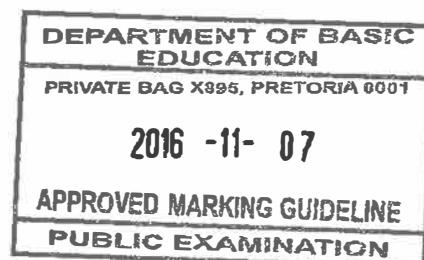 DEPARTMENT OF BASIC
EDUCATION
PRIVATE BAG X895, PRETORIA 0001
2016 -11- 07
APPROVED MARKING GUIDELINE
PUBLIC EXAMINATION